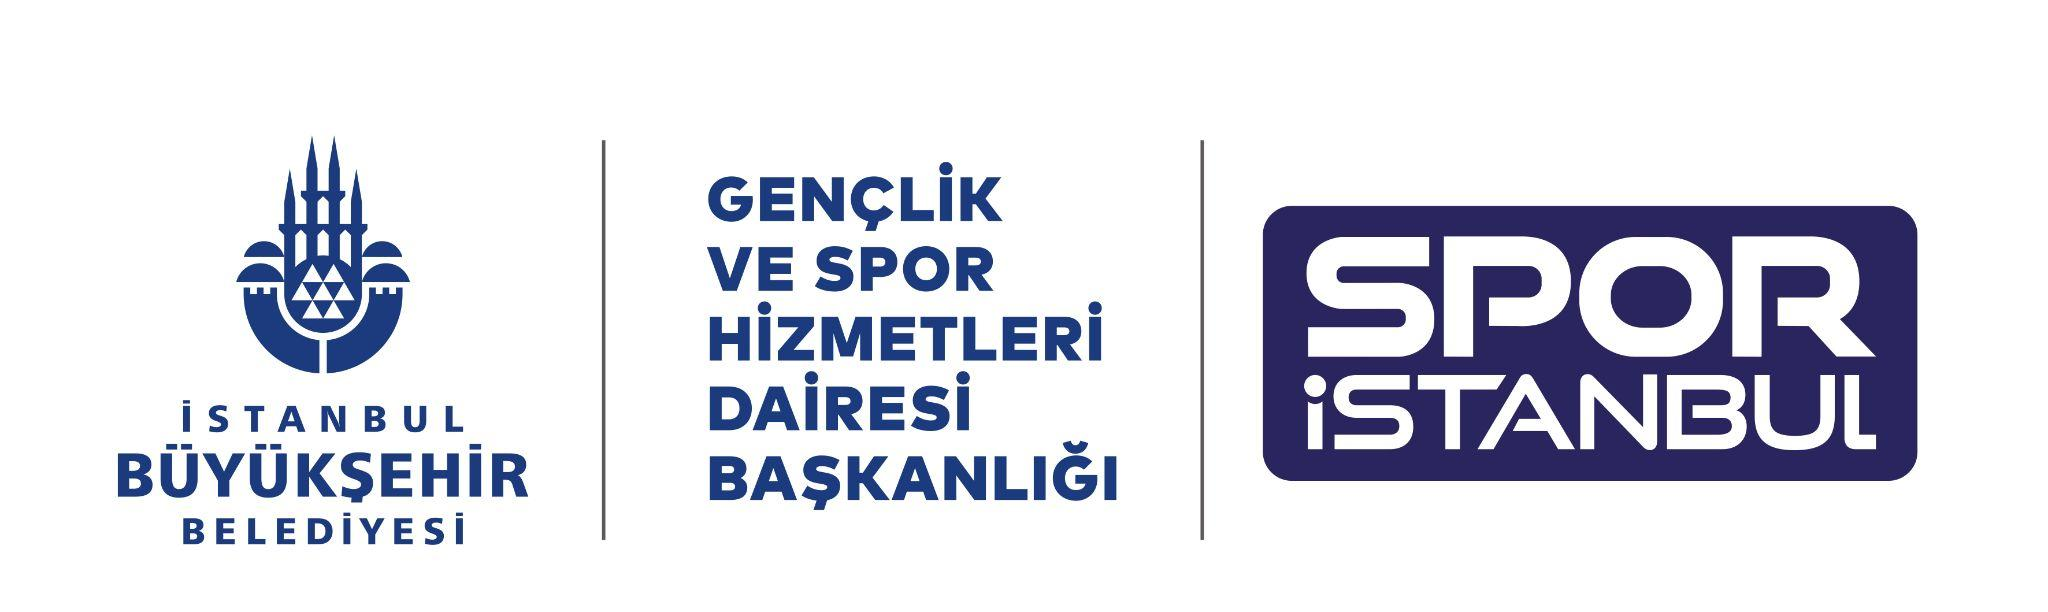 İSTANBUL
BÜYÜKŞEHİR
BELEDİYESİ
GENÇLİK
VE SPOR
HİZMETLERİ
DAİRESİ
BAŞKANLIĞI
SPOR
İSTANBUL